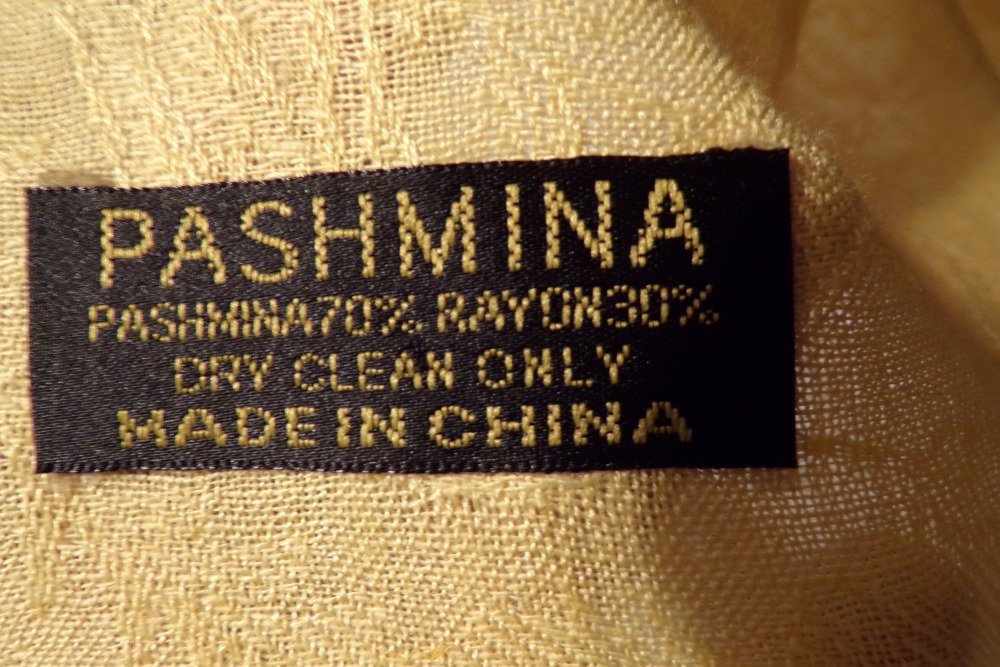 PASHMINA
PASHMINA70% RAYON30%
DRY CLEAN ONLY
MADE IN CHINA